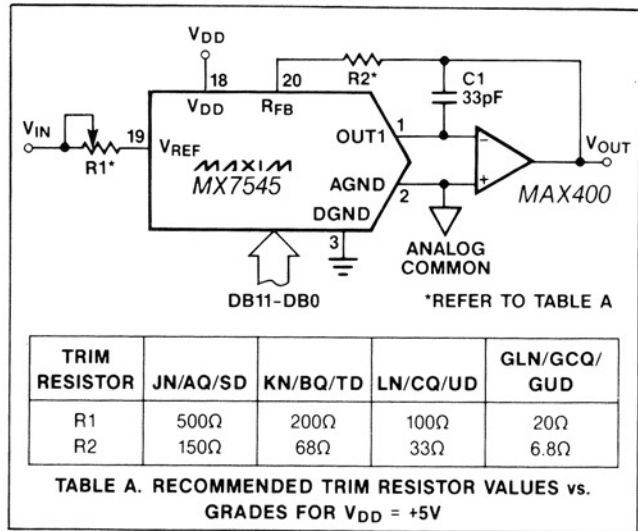 VDD
18
VDD
20
RFB
R2*
C1
33pF
VIN
R1*
19
VREF
MAXIM
MX7545
OUT1
1
AGND
2
DGND
3
−
+
VOUT
MAX400
ANALOG
COMMON
DB11-DB0
*REFER TO TABLE A
TRIM RESISTOR | JN/AQ/SD | KN/BQ/TD | LN/CQ/UD | GLN/GCQ/GUD
R1 500Ω 200Ω 100Ω 20Ω
R2 150Ω 68Ω 33Ω 6.8Ω
TABLE A. RECOMMENDED TRIM RESISTOR VALUES vs.
GRADES FOR VDD = +5V